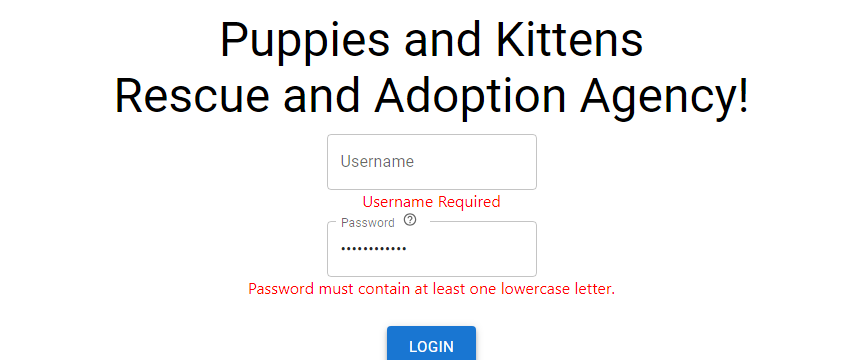 Puppies and Kittens
Rescue and Adoption Agency!
Username
Username Required
Password ?
••••••••••••
Password must contain at least one lowercase letter.
LOGIN